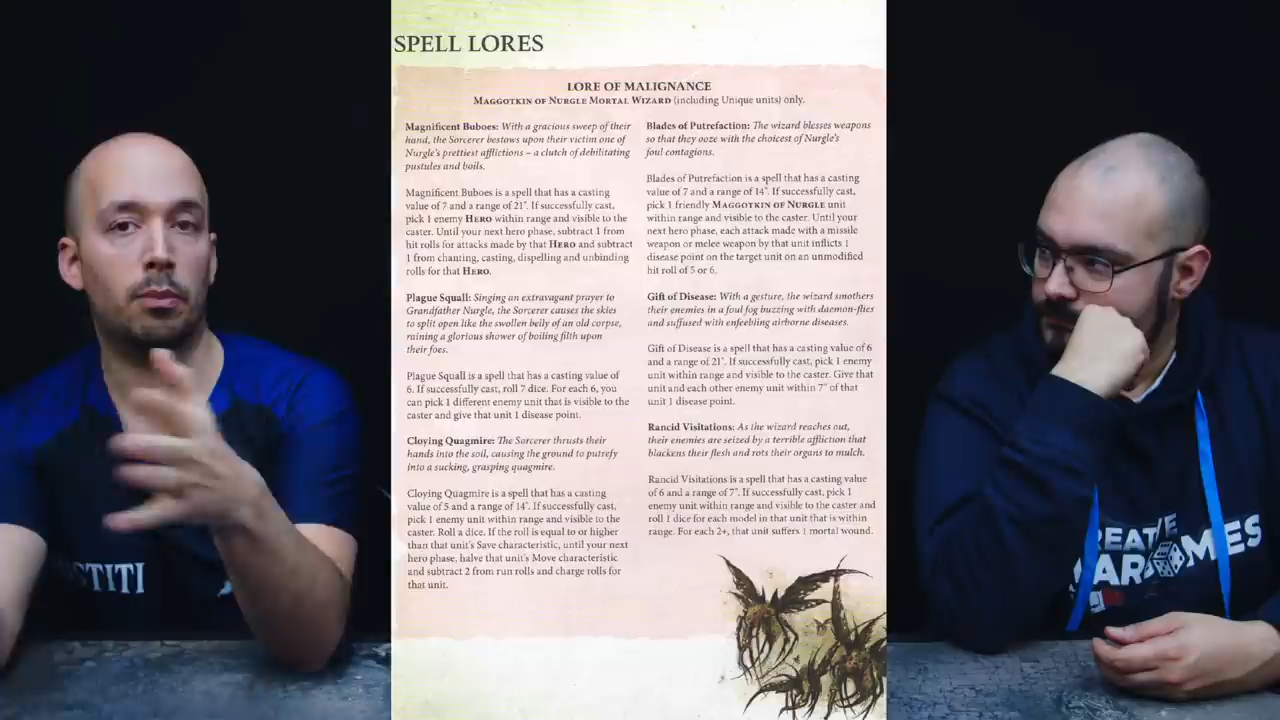 SPELL LORES
LORE OF MALIGNANCE
MAGGOTKIN OF NURGLE MORTAL WIZARD (including Unique units) only.
Magnificent Buboes: With a gracious sweep of their
hand, the Sorcerer bestows upon their victim one of
Nurgle's prettiest afflictions – a clutch of debilitating
pustules and boils.
Magnificent Buboes is a spell that has a casting
value of 7 and a range of 21". If successfully cast,
pick 1 enemy HERO within range and visible to the
caster. Until your next hero phase, subtract 1 from
hit rolls for attacks made by that HERO and subtract
1 from chanting, casting, dispelling and unbinding
rolls for that HERO.
Plague Squall: Singing an extravagant prayer to
Grandfather Nurgle, the Sorcerer causes the skies
to split open like the swollen belly of an old corpse,
raining a glorious shower of boiling filth upon
their foes.
Plague Squall is a spell that has a casting value of
6. If successfully cast, roll 7 dice. For each 6, you
can pick 1 different enemy unit that is visible to the
caster and give that unit 1 disease point.
Cloying Quagmire: The Sorcerer thrusts their
hands into the soil, causing the ground to putrefy
into a sucking, grasping quagmire.
Cloying Quagmire is a spell that has a casting
value of 5 and a range of 14". If successfully cast,
pick 1 enemy unit within range and visible to the
caster. Roll a dice. If the roll is equal to or higher
than that unit's Save characteristic, until your next
hero phase, halve that unit's Move characteristic
and subtract 2 from run rolls and charge rolls for
that unit.
Blades of Putrefaction: The wizard blesses weapons
so that they ooze with the choicest of Nurgle's
foul contagions.
Blades of Putrefaction is a spell that has a casting
value of 7 and a range of 14". If successfully cast,
pick 1 friendly MAGGOTKIN OF NURGLE unit
within range and visible to the caster. Until your
next hero phase, each attack made with a missile
weapon or melee weapon by that unit inflicts 1
disease point on the target unit on an unmodified
hit roll of 5 or 6.
Gift of Disease: With a gesture, the wizard smothers
their enemies in a foul fog buzzing with daemon-flies
and suffused with enfeebling airborne diseases.
Gift of Disease is a spell that has a casting value of 6
and a range of 21". If successfully cast, pick 1 enemy
unit within range and visible to the caster. Give that
unit and each other enemy unit within 7" of that
unit 1 disease point.
Rancid Visitations: As the wizard reaches out,
their enemies are seized by a terrible affliction that
blackens their flesh and rots their organs to mulch.
Rancid Visitations is a spell that has a casting value
of 6 and a range of 7". If successfully cast, pick 1
enemy unit within range and visible to the caster and
roll 1 dice for each model in that unit that is within
range. For each 2+, that unit suffers 1 mortal wound.